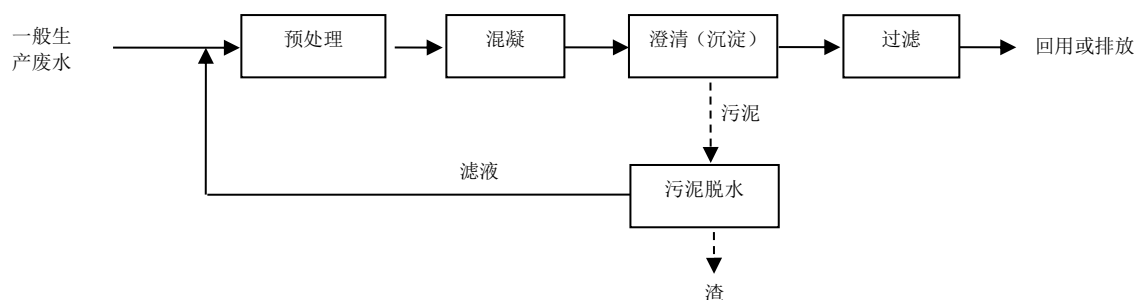 一般生
产废水
预处理
混凝
澄清（沉淀）
过滤
回用或排放
污泥
滤液
污泥脱水
渣